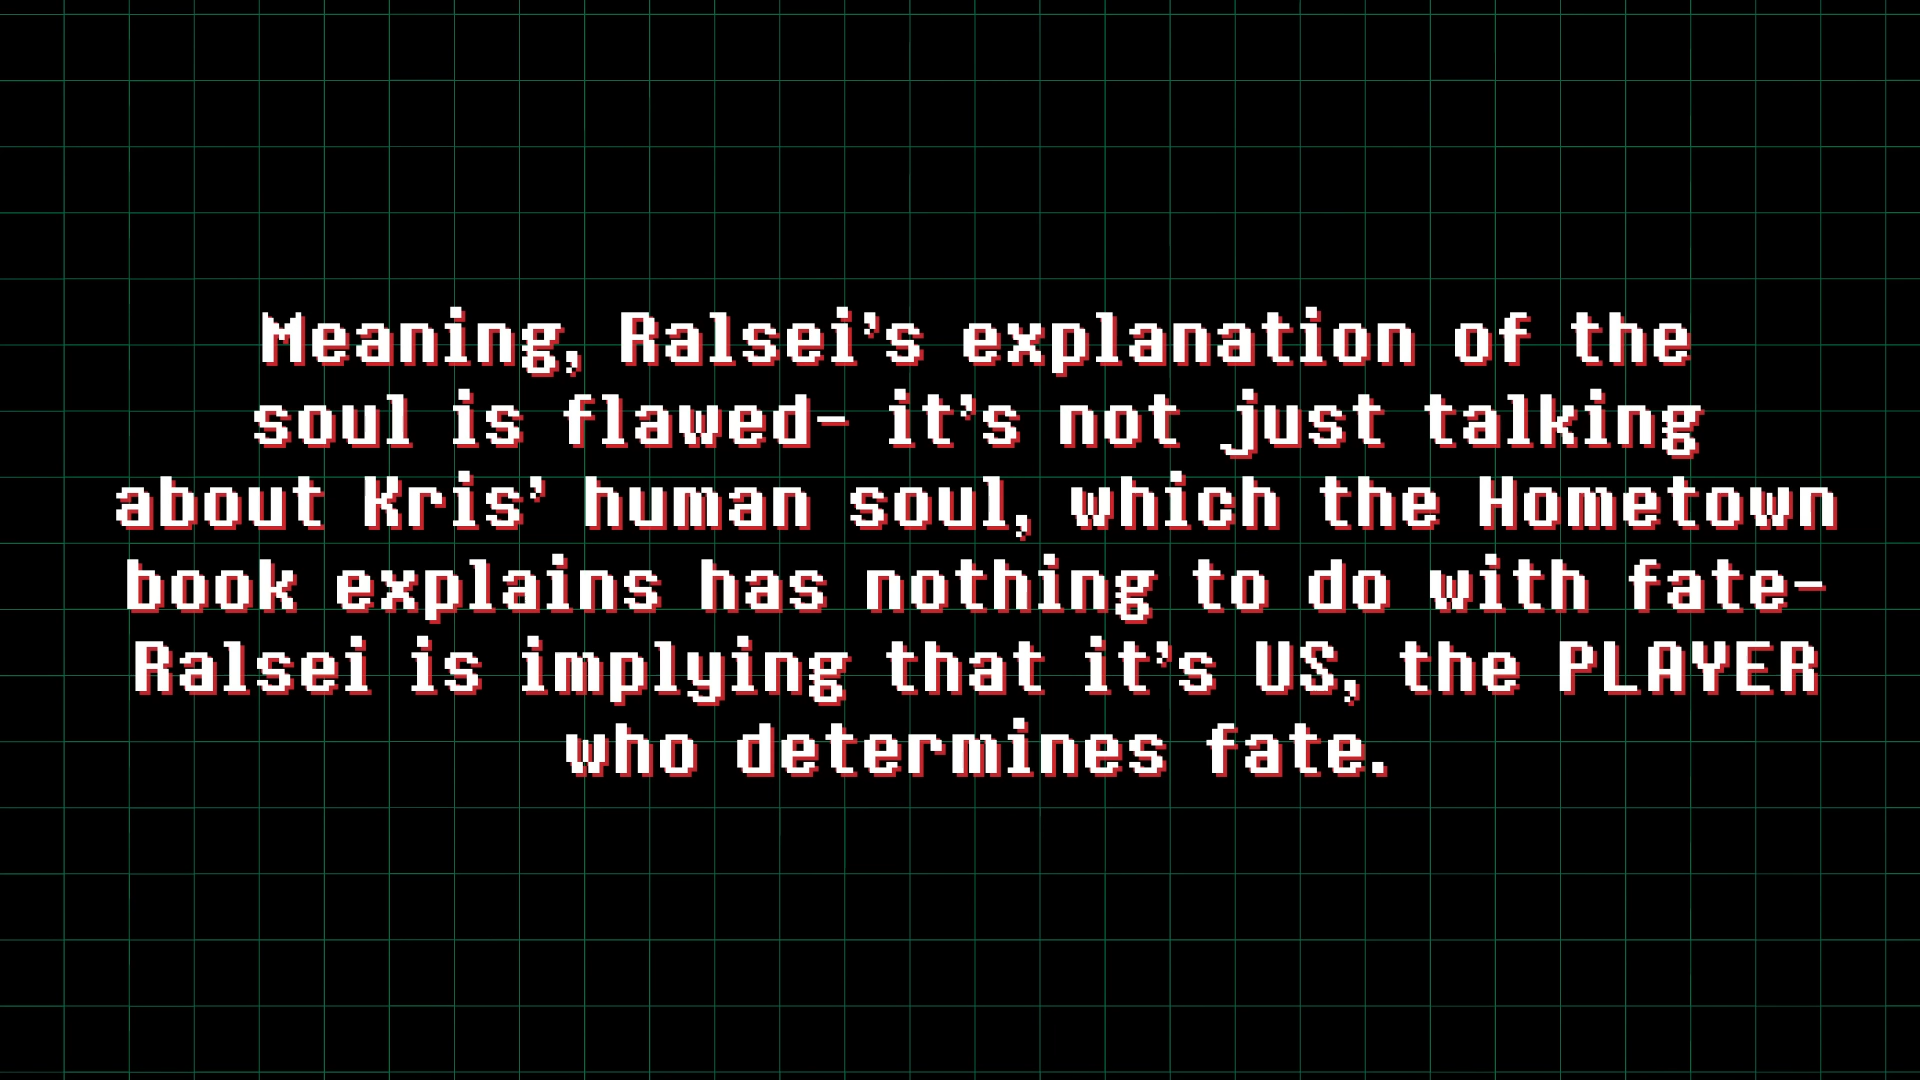 Meaning, Ralsei's explanation of the
soul is flawed- it's not just talking
about Kris' human soul, which the Hometown
book explains has nothing to do with fate-
Ralsei is implying that it's US, the PLAYER
who determines fate.